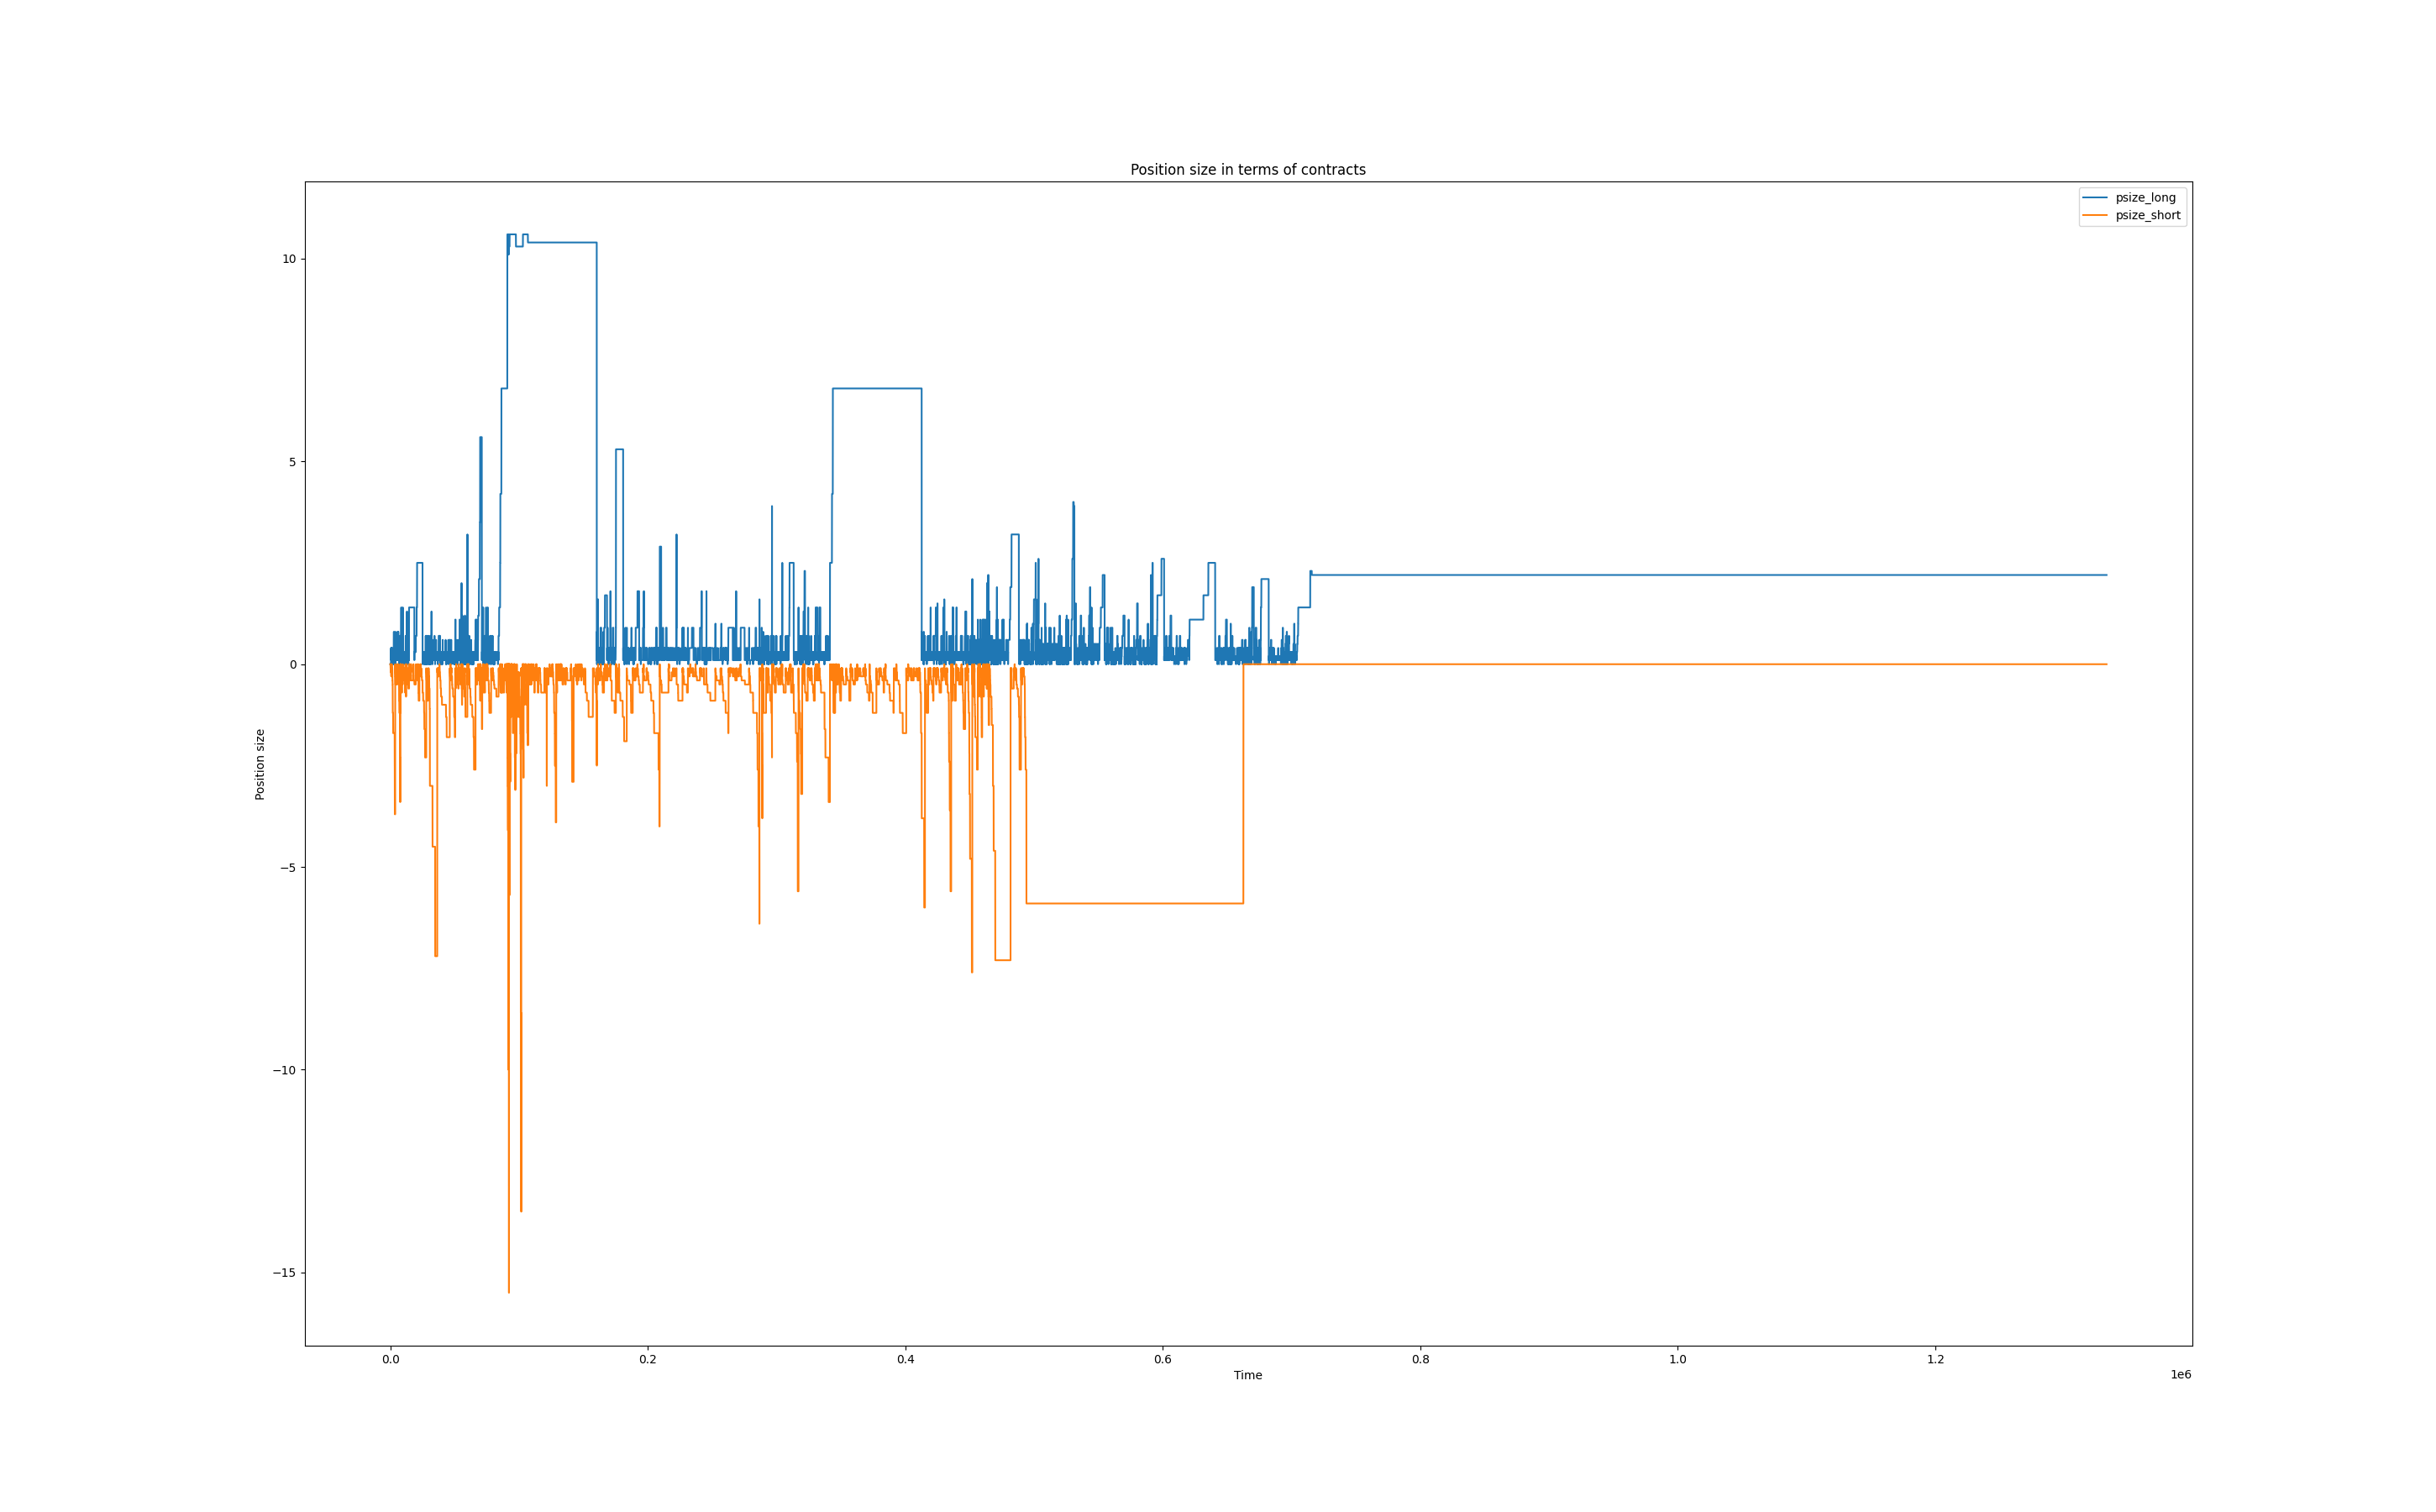 Position size in terms of contracts
psize_long
psize_short
10
5
0
−5
−10
−15
Position size
0.0 0.2 0.4 0.6 0.8 1.0 1.2
Time
1e6